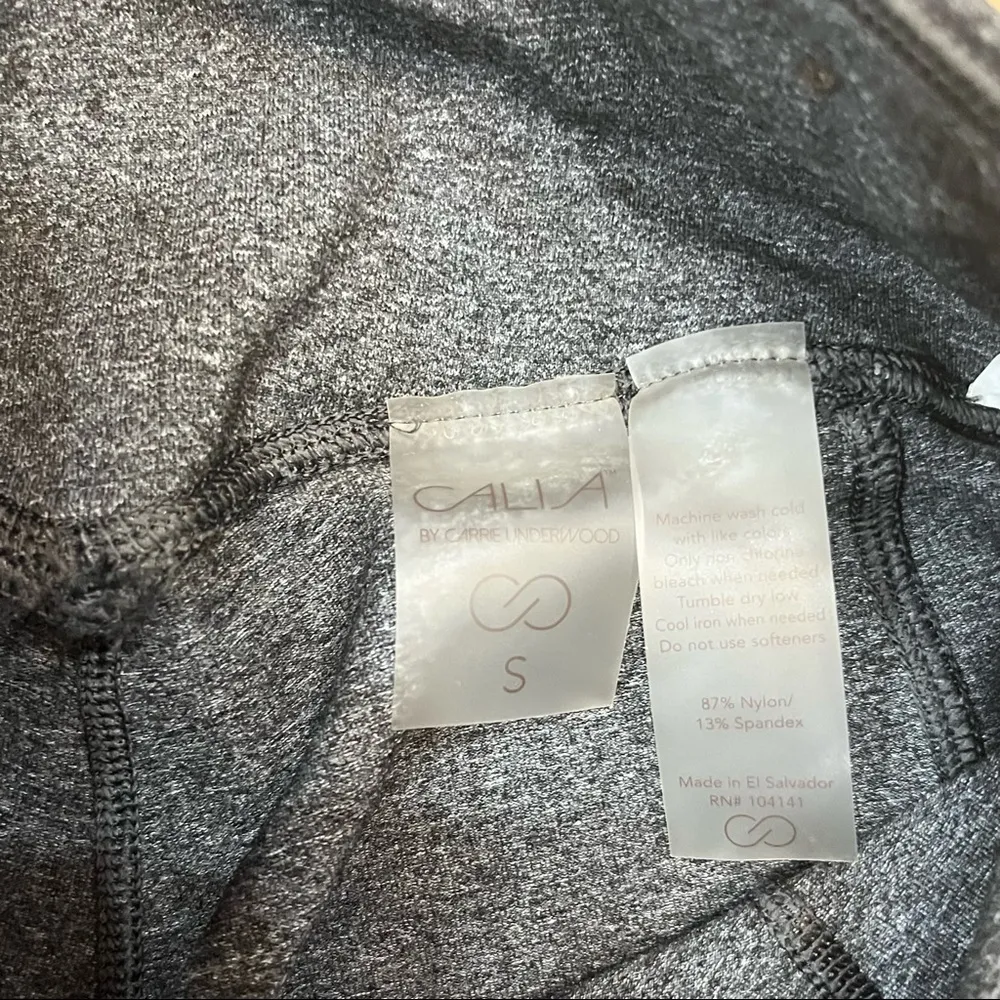 CALIA™
BY CARRIE UNDERWOOD
S
Machine wash cold
with like colors
Only non chlorine
bleach when needed
Tumble dry low
Cool iron when needed
Do not use softeners
87% Nylon/
13% Spandex
Made in El Salvador
RN# 104141